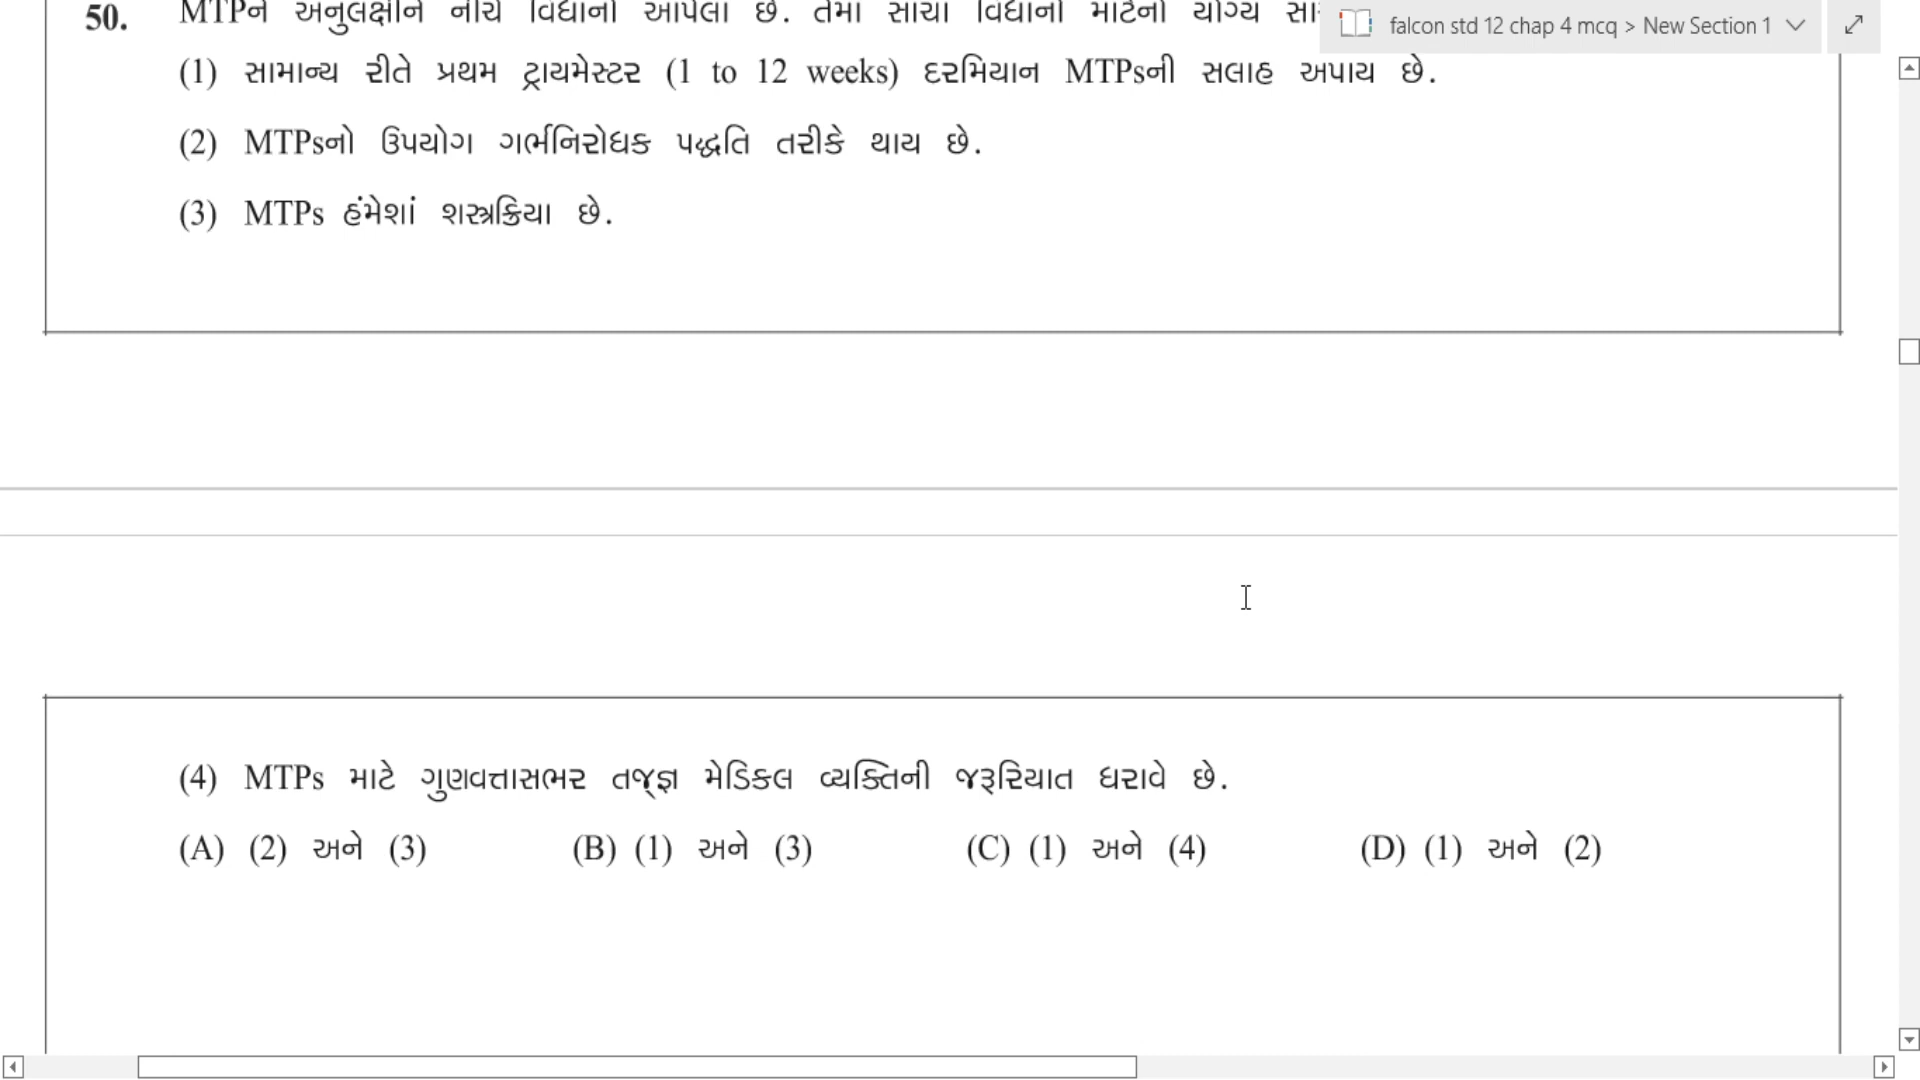 50. MTPને અનુલક્ષીને નીચે વિધાનો આપેલા છે. તેમાં સાચા વિધાનો માટેનો યોગ્ય
falcon std 12 chap 4 mcq > New Section 1
(1) સામાન્ય રીતે પ્રથમ ટ્રાયમેસ્ટર (1 to 12 weeks) દરમિયાન MTPsની સલાહ અપાય છે.
(2) MTPsનો ઉપયોગ ગર્ભનિરોધક પદ્ધતિ તરીકે થાય છે.
(3) MTPs હંમેશાં શસ્ત્રક્રિયા છે.
(4) MTPs માટે ગુણવત્તાસભર તજ્જ્ઞ મેડિકલ વ્યક્તિની જરૂરિયાત ધરાવે છે.
(A) (2) અને (3) (B) (1) અને (3) (C) (1) અને (4) (D) (1) અને (2)